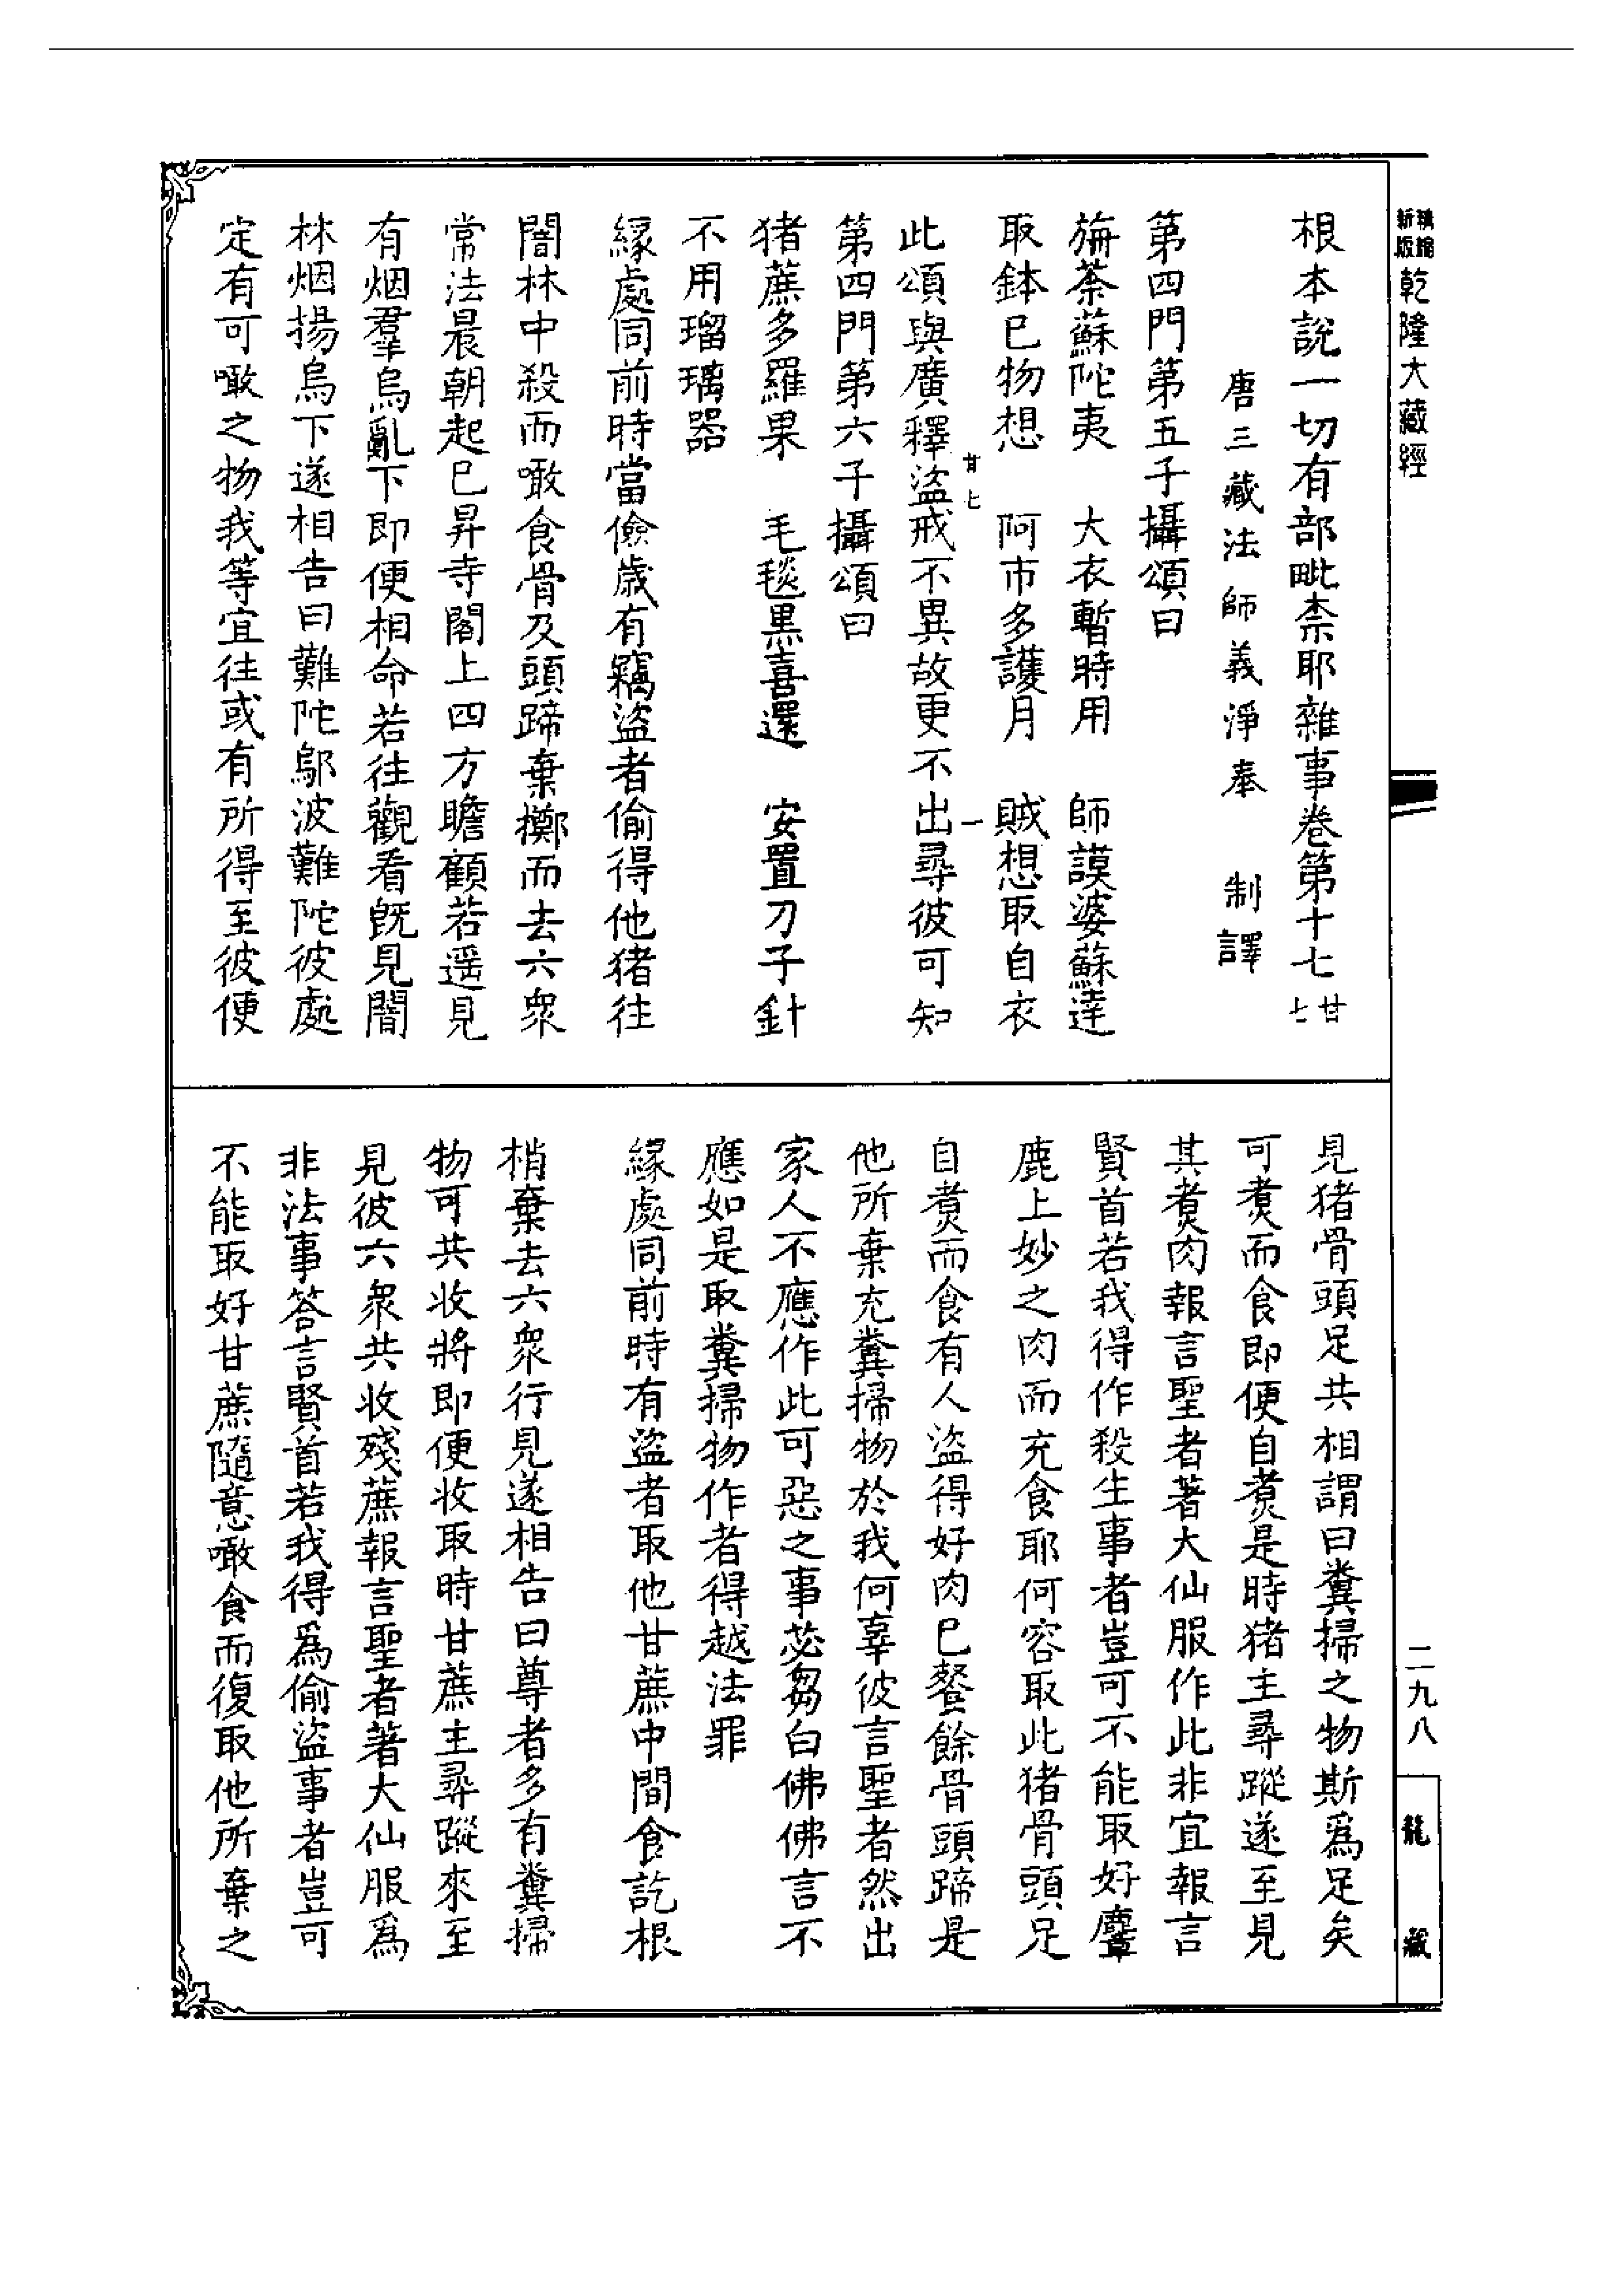 新版精縮乾隆大藏經
根本說一切有部毗柰耶雜事卷第十七 廿七
唐三藏法師義淨奉 制譯
第四門第五子攝頌曰
旃荼蘇陀夷 大衣暫時用 師謨婆蘇達
取鉢已物想 阿市多護月 賊想取自衣
廿七 一
此頌與廣釋盜戒不異故更不出尋彼可知
第四門第六子攝頌曰
猪蔗多羅果 毛毯黑喜還 安置刀子針
不用瑠璃器
緣處同前時當儉歲有竊盜者偷得他猪往
闇林中殺而噉食骨及頭蹄棄擲而去六衆
常法晨朝起已昇寺閣上四方瞻顧若遥見
有烟羣烏亂下即便相命若往觀看旣見闇
林烟揚烏下遂相告曰難陀鄔波難陀彼處
定有可噉之物我等宜往或有所得至彼便
見猪骨頭足共相謂曰糞掃之物斯爲足矣
可煑而食即便自煑是時猪主尋蹤遂至見
其煑肉報言聖者著大仙服作此非宜報言
賢首若我得作殺生事者豈可不能取好麞
鹿上妙之肉而充食耶何容取此猪骨頭足
自煑而食有人盜得好肉已餐餘骨頭蹄是
他所棄充糞掃物於我何辜彼言聖者然出
家人不應作此可惡之事苾芻白佛佛言不
應如是取糞掃物作者得越法罪
緣處同前時有盜者取他甘蔗中間食訖根
梢棄去六衆行見遂相告曰尊者多有糞掃
物可共收將即便收取時甘蔗主尋蹤來至
見彼六衆共收殘蔗報言聖者著大仙服爲
非法事答言賢首若我得爲偷盜事者豈可
不能取好甘蔗隨意噉食而復取他所棄之
二九八
龍藏